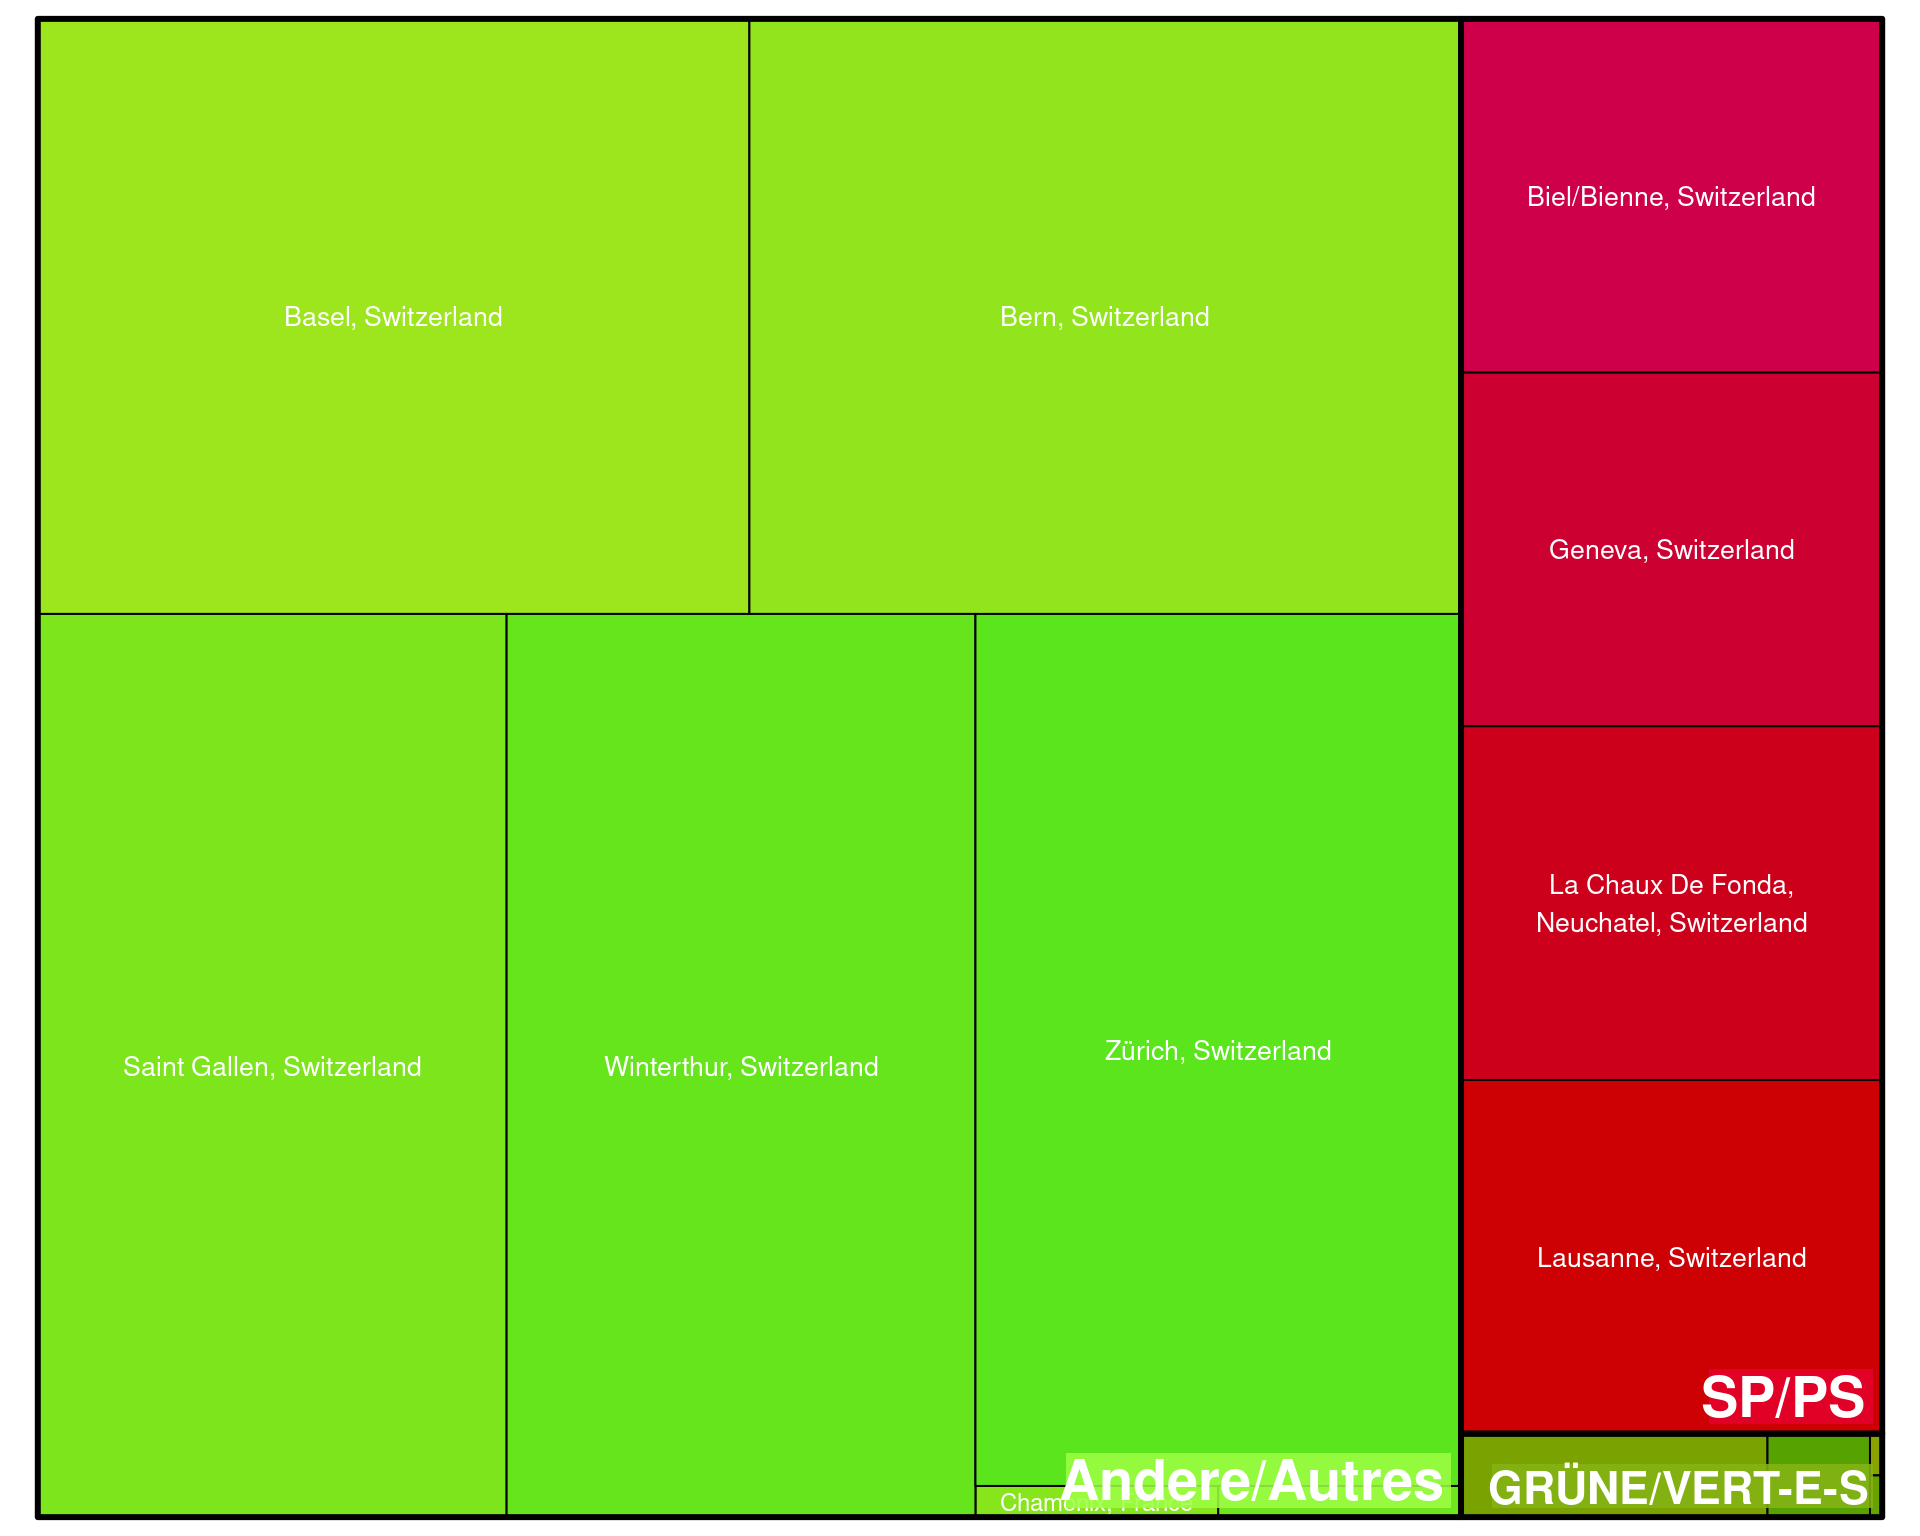 Basel, Switzerland
Bern, Switzerland
Biel/Bienne, Switzerland
Geneva, Switzerland
La Chaux De Fonda,
Neuchatel, Switzerland
Saint Gallen, Switzerland
Winterthur, Switzerland
Zürich, Switzerland
Lausanne, Switzerland
SP/PS
Andere/Autres
GRÜNE/VERT-E-S
Chamonix, France